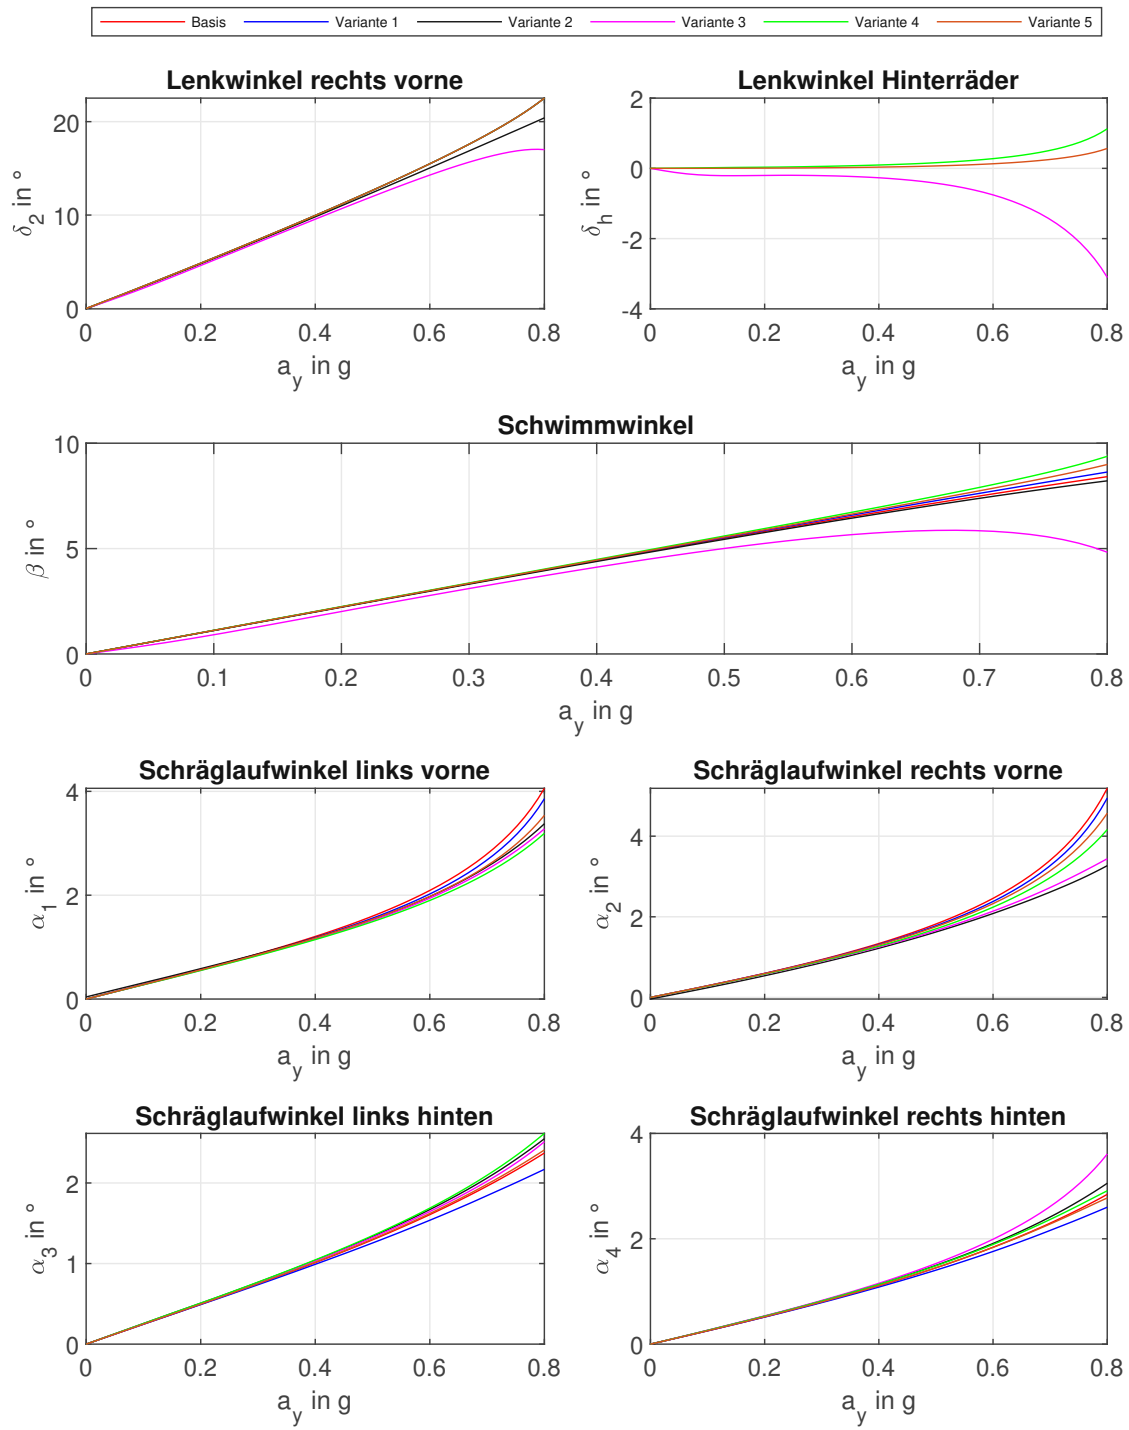 Basis Variante 1 Variante 2 Variante 3 Variante 4 Variante 5
Lenkwinkel rechts vorne
δ2 in °
20
10
0
0 0.2 0.4 0.6 0.8
ay in g
Lenkwinkel Hinterräder
δh in °
2
0
-2
-4
0 0.2 0.4 0.6 0.8
ay in g
Schwimmwinkel
β in °
10
5
0
0 0.1 0.2 0.3 0.4 0.5 0.6 0.7 0.8
ay in g
Schräglaufwinkel links vorne
α1 in °
4
2
0
0 0.2 0.4 0.6 0.8
ay in g
Schräglaufwinkel rechts vorne
α2 in °
4
2
0
0 0.2 0.4 0.6 0.8
ay in g
Schräglaufwinkel links hinten
α3 in °
2
1
0
0 0.2 0.4 0.6 0.8
ay in g
Schräglaufwinkel rechts hinten
α4 in °
4
2
0
0 0.2 0.4 0.6 0.8
ay in g